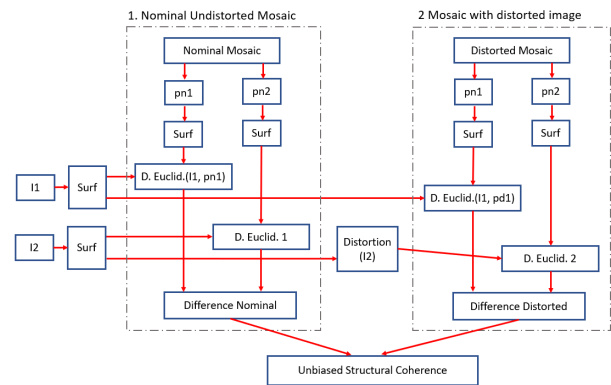 1. Nominal Undistorted Mosaic
2 Mosaic with distorted image
Nominal Mosaic
Distorted Mosaic
pn1
pn2
pn1
pn2
Surf
Surf
Surf
Surf
I1
Surf
D. Euclid.(I1, pn1)
D. Euclid.(I1, pd1)
I2
Surf
D. Euclid. 1
Distortion
(I2)
D. Euclid. 2
Difference Nominal
Difference Distorted
Unbiased Structural Coherence